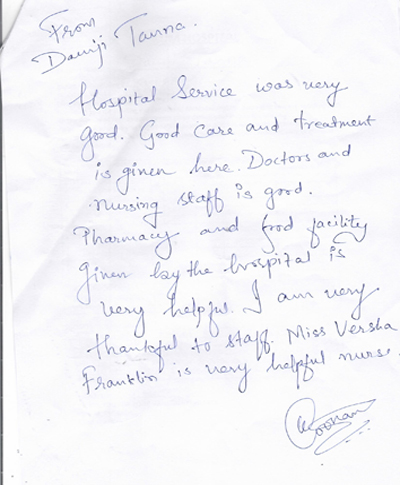 From
Damji Tanna.
Hospital Service was very
good. Good care and treatment
is given here. Doctors and
nursing staff is good.
Pharmacy and food facility
given by the hospital is
very helpful. I am very
thankful to staff. Miss Versha
Franklin is very helpful nurse.